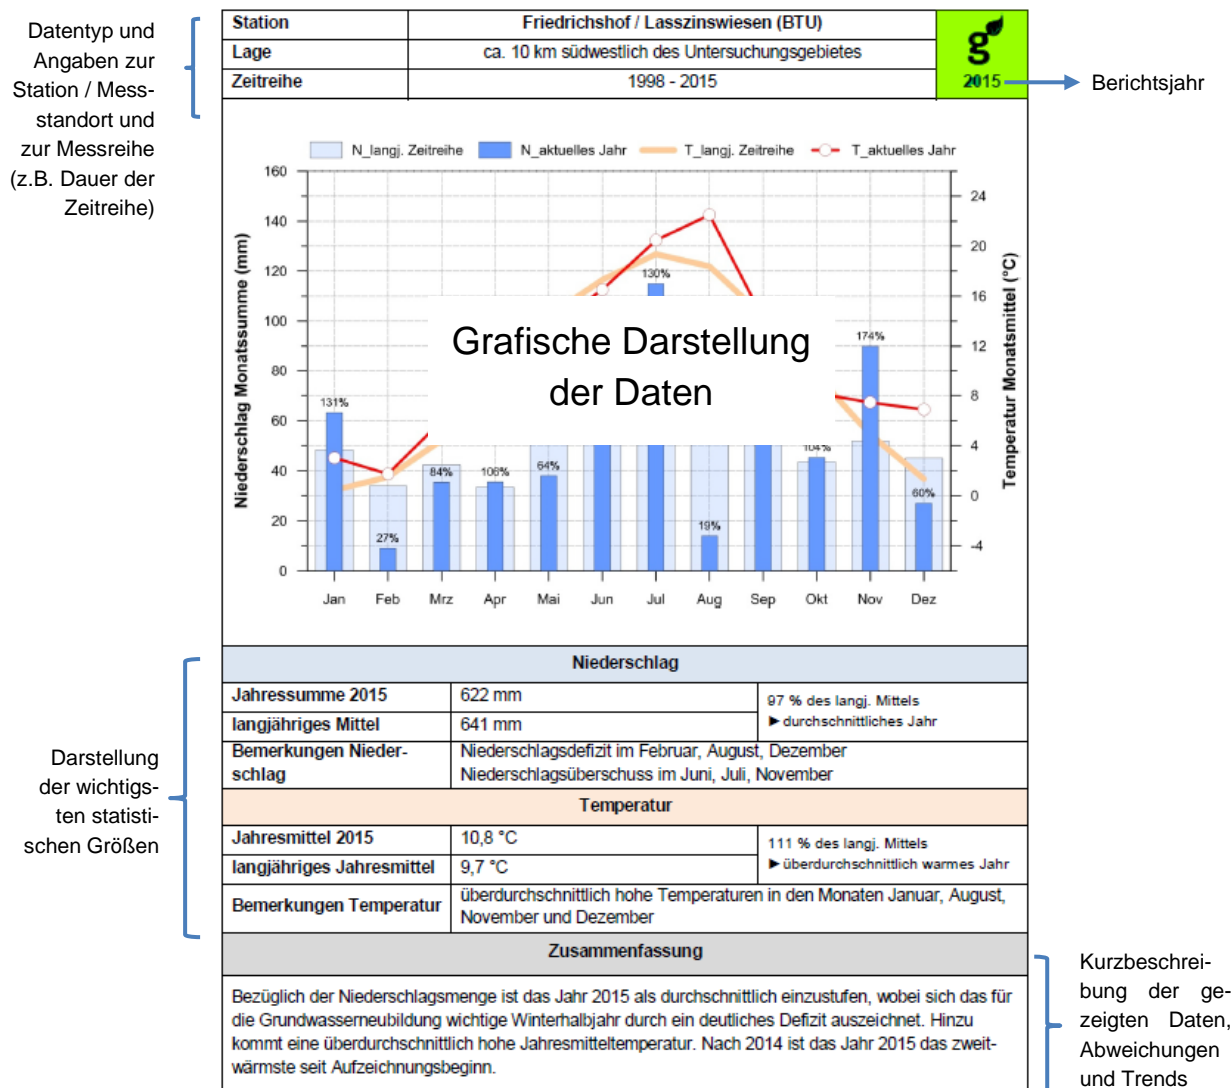 Datentyp und
Angaben zur
Station / Mess-
standort und
zur Messreihe
(z.B. Dauer der
Zeitreihe)
Station Friedrichshof / Lasszinswiesen (BTU)
Lage ca. 10 km südwestlich des Untersuchungsgebietes
Zeitreihe 1998 - 2015
g
2015
Berichtsjahr
N_langj. Zeitreihe N_aktuelles Jahr T_langj. Zeitreihe T_aktuelles Jahr
Niederschlag Monatssumme (mm)
160
140
120
100
80
60
40
20
0
Temperatur Monatsmittel (°C)
24
20
16
12
8
4
0
-4
131%
27%
84%
106%
64%
130%
19%
104%
174%
60%
Grafische Darstellung
der Daten
Jan Feb Mrz Apr Mai Jun Jul Aug Sep Okt Nov Dez
Darstellung
der wichtigs-
ten statisti-
schen Größen
Niederschlag
Jahressumme 2015 622 mm
langjähriges Mittel 641 mm
97 % des langj. Mittels
► durchschnittliches Jahr
Bemerkungen Nieder-
schlag
Niederschlagsdefizit im Februar, August, Dezember
Niederschlagsüberschuss im Juni, Juli, November
Temperatur
Jahresmittel 2015 10,8 °C
langjähriges Jahresmittel 9,7 °C
111 % des langj. Mittels
► überdurchschnittlich warmes Jahr
Bemerkungen Temperatur
überdurchschnittlich hohe Temperaturen in den Monaten Januar, August,
November und Dezember
Zusammenfassung
Bezüglich der Niederschlagsmenge ist das Jahr 2015 als durchschnittlich einzustufen, wobei sich das für
die Grundwasserneubildung wichtige Winterhalbjahr durch ein deutliches Defizit auszeichnet. Hinzu
kommt eine überdurchschnittlich hohe Jahresmitteltemperatur. Nach 2014 ist das Jahr 2015 das zweit-
wärmste seit Aufzeichnungsbeginn.
Kurzbeschrei-
bung der ge-
zeigten Daten,
Abweichungen
und Trends